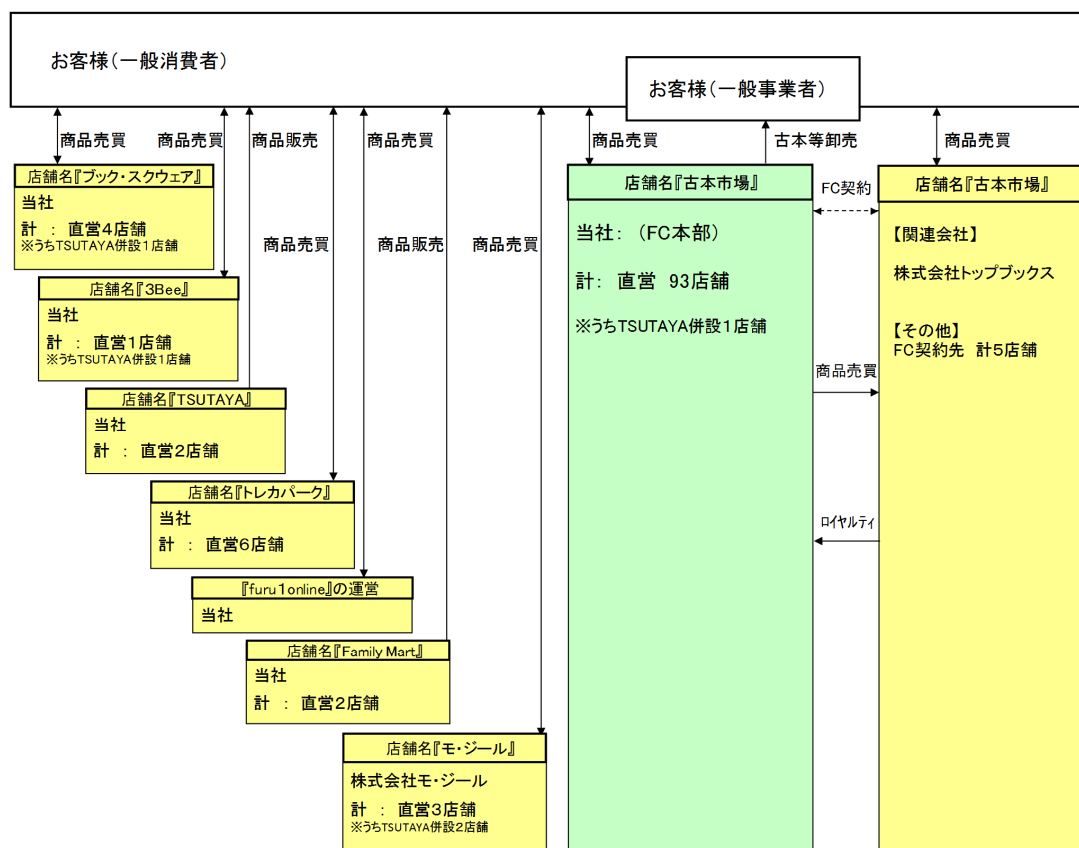 お客様（一般消費者）
お客様（一般事業者）
商品売買
商品売買
商品販売
商品売買
商品売買
古本等卸売
商品売買
店舗名『ブック・スクウェア』
当社
計　：　直営４店舗
※うちTSUTAYA併設１店舗
商品売買
商品販売
商品売買
店舗名『3Bee』
当社
計　：　直営１店舗
※うちTSUTAYA併設１店舗
店舗名『TSUTAYA』
当社
計　：　直営２店舗
店舗名『トレカパーク』
当社
計　：　直営６店舗
『furu１online』の運営
当社
店舗名『Family Mart』
当社
計　：　直営２店舗
店舗名『モ・ジール』
株式会社モ・ジール
計　：　直営３店舗
※うちTSUTAYA併設２店舗
店舗名『古本市場』
当社：（FC本部）
計：　直営　93店舗
※うちTSUTAYA併設１店舗
FC契約
商品売買
ロイヤルティ
店舗名『古本市場』
【関連会社】
株式会社トップブックス
【その他】
FC契約先　計５店舗